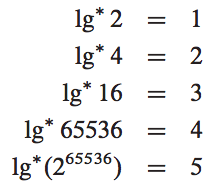 lg* 2 = 1
lg* 4 = 2
lg* 16 = 3
lg* 65536 = 4
lg*(2^65536) = 5